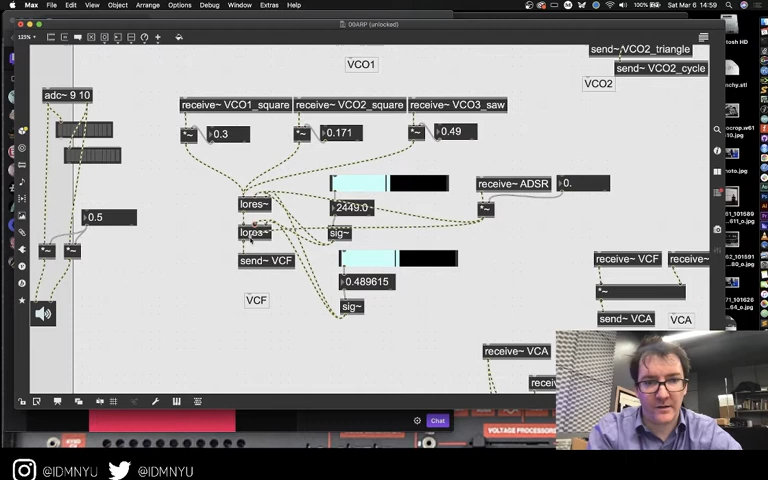 Max File Edit View Object Arrange Options Debug Extras Window Help 100% Sat Mar 6 14:59
00ARP (unlocked)
125%
VCO1
send~ VCO2_triangle
send~ VCO2_cycle
VCO2
adc~ 9 10
receive~ VCO1_square receive~ VCO2_square receive~ VCO3_saw
*~ 0.3 *~ 0.171 *~ 0.49
receive~ ADSR 0.
lores~ 2449.0 *~
0.5
lores~ sig~
*~ *~
send~ VCF
receive~ VCF receive~
0.489615
*~
VCF
sig~
send~ VCA VCA
receive~ VCA
Chat
VOLTAGE PROCESSORS
@IDMNYU @IDMNYU